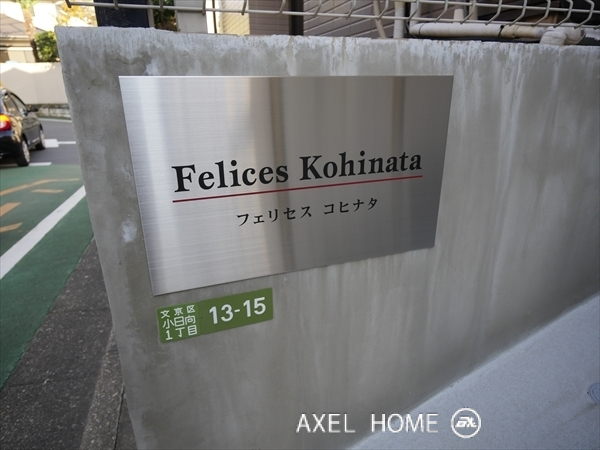 Felices Kohinata
フェリセス コヒナタ
文京区
小日向
1丁目
13-15
AXEL HOME